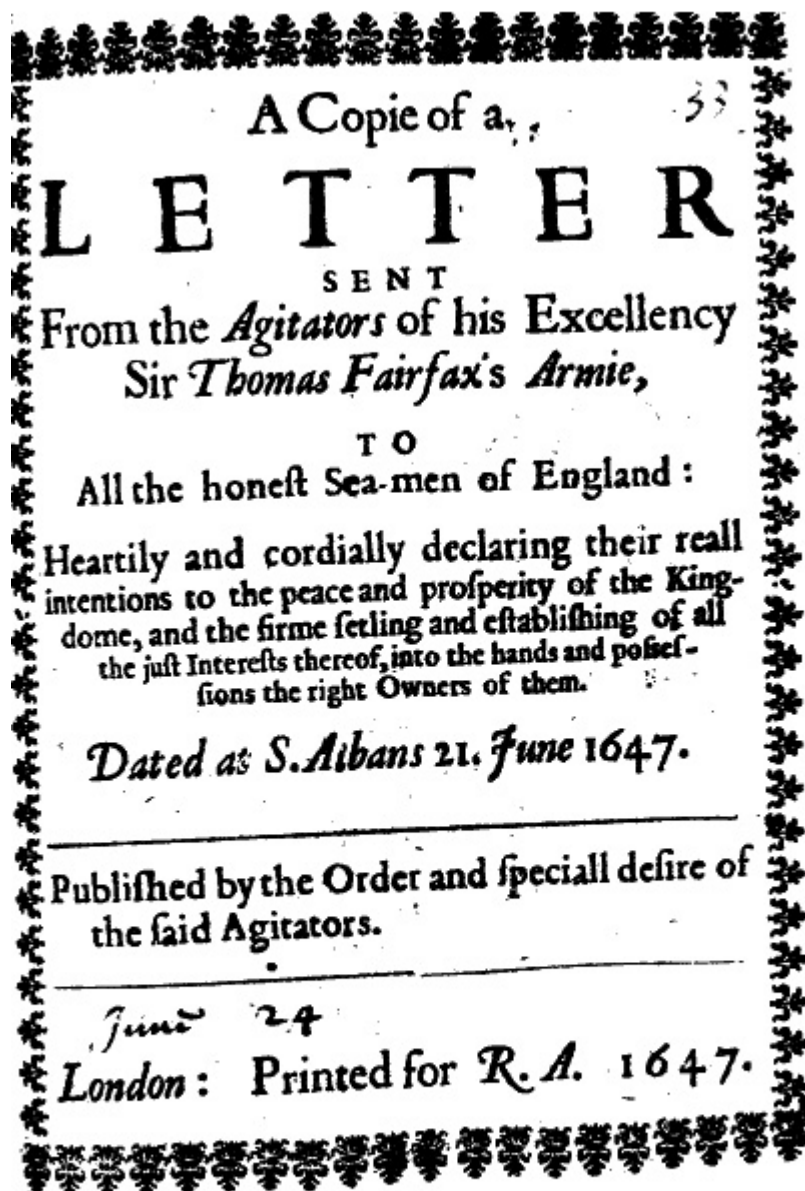 A Copie of a
33
LETTER
SENT
From the Agitators of his Excellency
Sir Thomas Fairfax's Armie,
TO
All the honeſt Sea-men of England:
Heartily and cordially declaring their reall
intentions to the peace and proſperity of the King-
dome, and the firme ſetling and eſtabliſhing of all
the juſt Intereſts thereof, into the hands and poſſeſ-
ſions the right Owners of them.
Dated at S. Albans 21. June 1647.
Publiſhed by the Order and ſpeciall deſire of
the ſaid Agitators.
June 24
London: Printed for R. A. 1647.